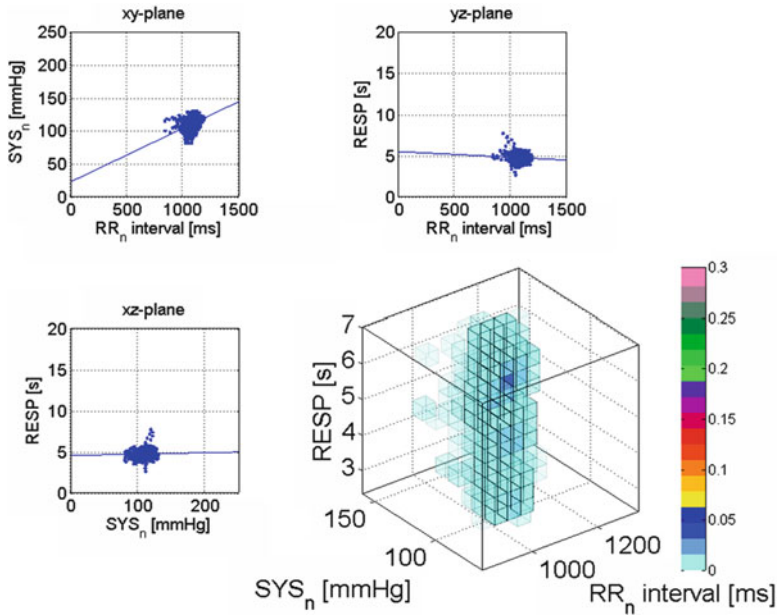 xy-plane
250
200
150
100
50
0
SYSn [mmHg]
0 500 1000 1500
RRn interval [ms]
yz-plane
20
15
10
5
0
RESP [s]
0 500 1000 1500
RRn interval [ms]
xz-plane
20
15
10
5
0
RESP [s]
0 100 200
SYSn [mmHg]
7
6
5
4
3
RESP [s]
150
100
SYSn [mmHg]
1000
1200
RRn interval [ms]
0.3
0.25
0.2
0.15
0.1
0.05
0